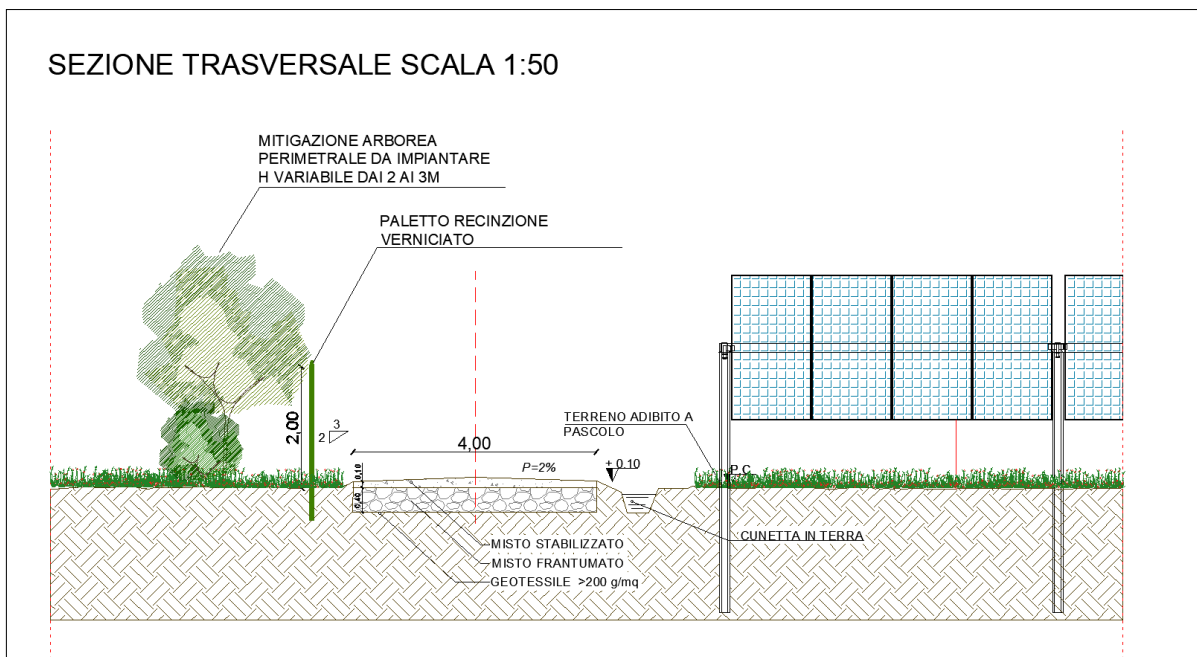 SEZIONE TRASVERSALE SCALA 1:50
MITIGAZIONE ARBOREA
PERIMETRALE DA IMPIANTARE
H VARIABILE DAI 2 AI 3M
PALETTO RECINZIONE
VERNICIATO
2,00
3
2
4,00
P=2%
+ 0.10
TERRENO ADIBITO A
PASCOLO
P.C
0,10
0,40
MISTO STABILIZZATO
MISTO FRANTUMATO
GEOTESSILE >200 g/mq
CUNETTA IN TERRA